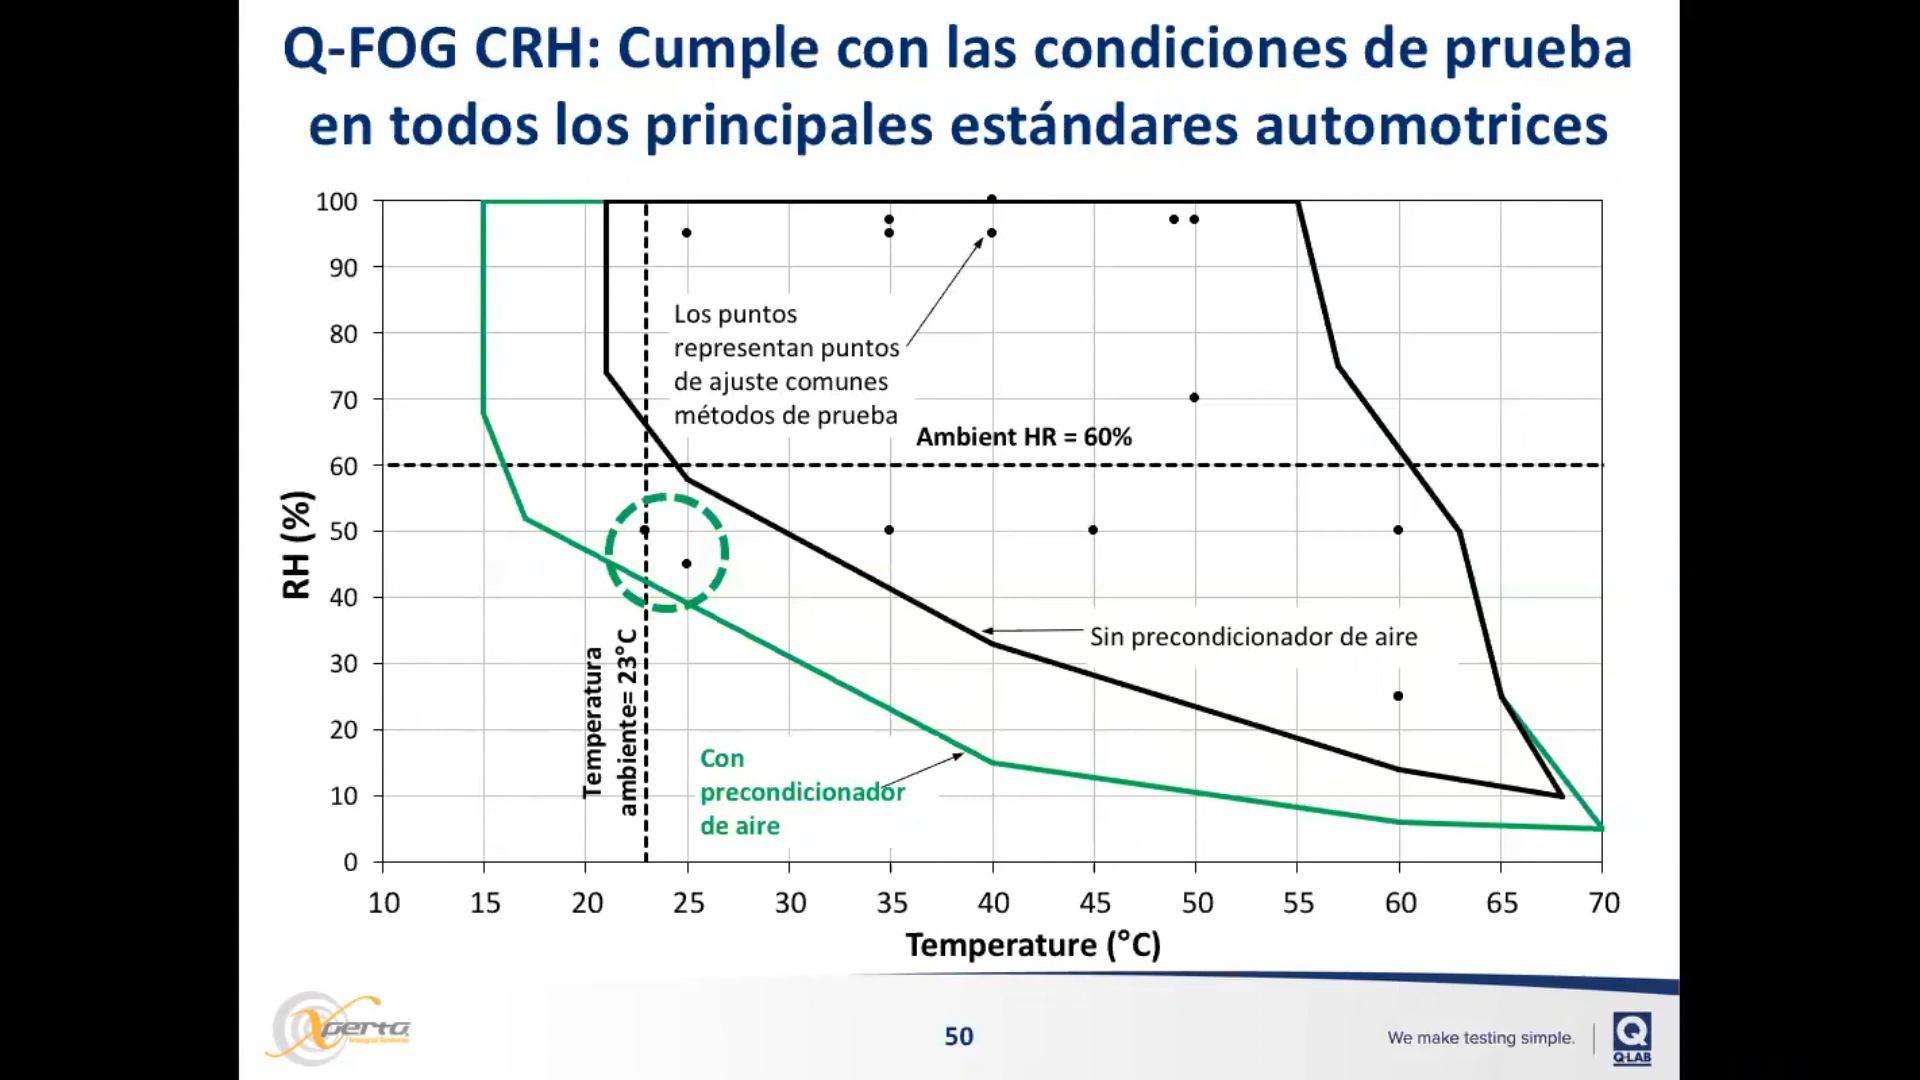 Q-FOG CRH: Cumple con las condiciones de prueba
en todos los principales estándares automotrices
100
90
80
70
60
50
40
30
20
10
0
RH (%)
Los puntos
representan puntos
de ajuste comunes
métodos de prueba
Ambient HR = 60%
Sin precondicionador de aire
Temperatura
ambiente= 23°C
Con
precondicionador
de aire
10 15 20 25 30 35 40 45 50 55 60 65 70
Temperature (°C)
Xperta
Integral Systems
50
We make testing simple.
Q-LAB